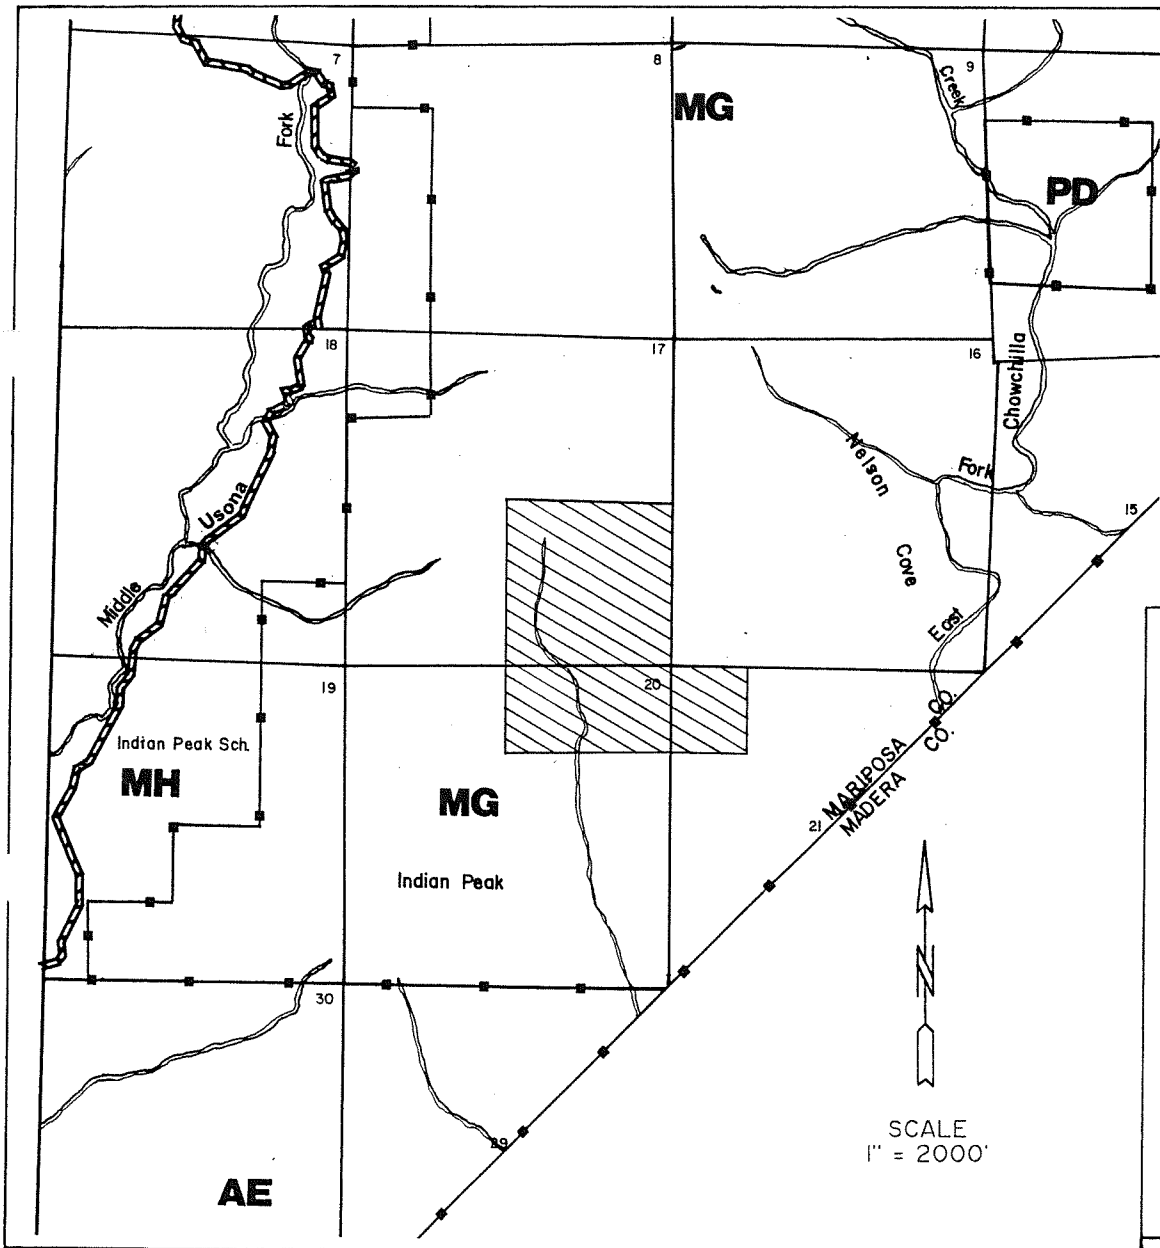 7
8
9
Creek
MG
Fork
PD
18
17
16
Chowchilla
Nelson
Fork
15
Usona
Cove
Middle
East
19
20
CO.
CO.
Indian Peak Sch.
MARIPOSA
MH
MG
MADERA
21
Indian Peak
N
30
SCALE
1" = 2000'
29
AE